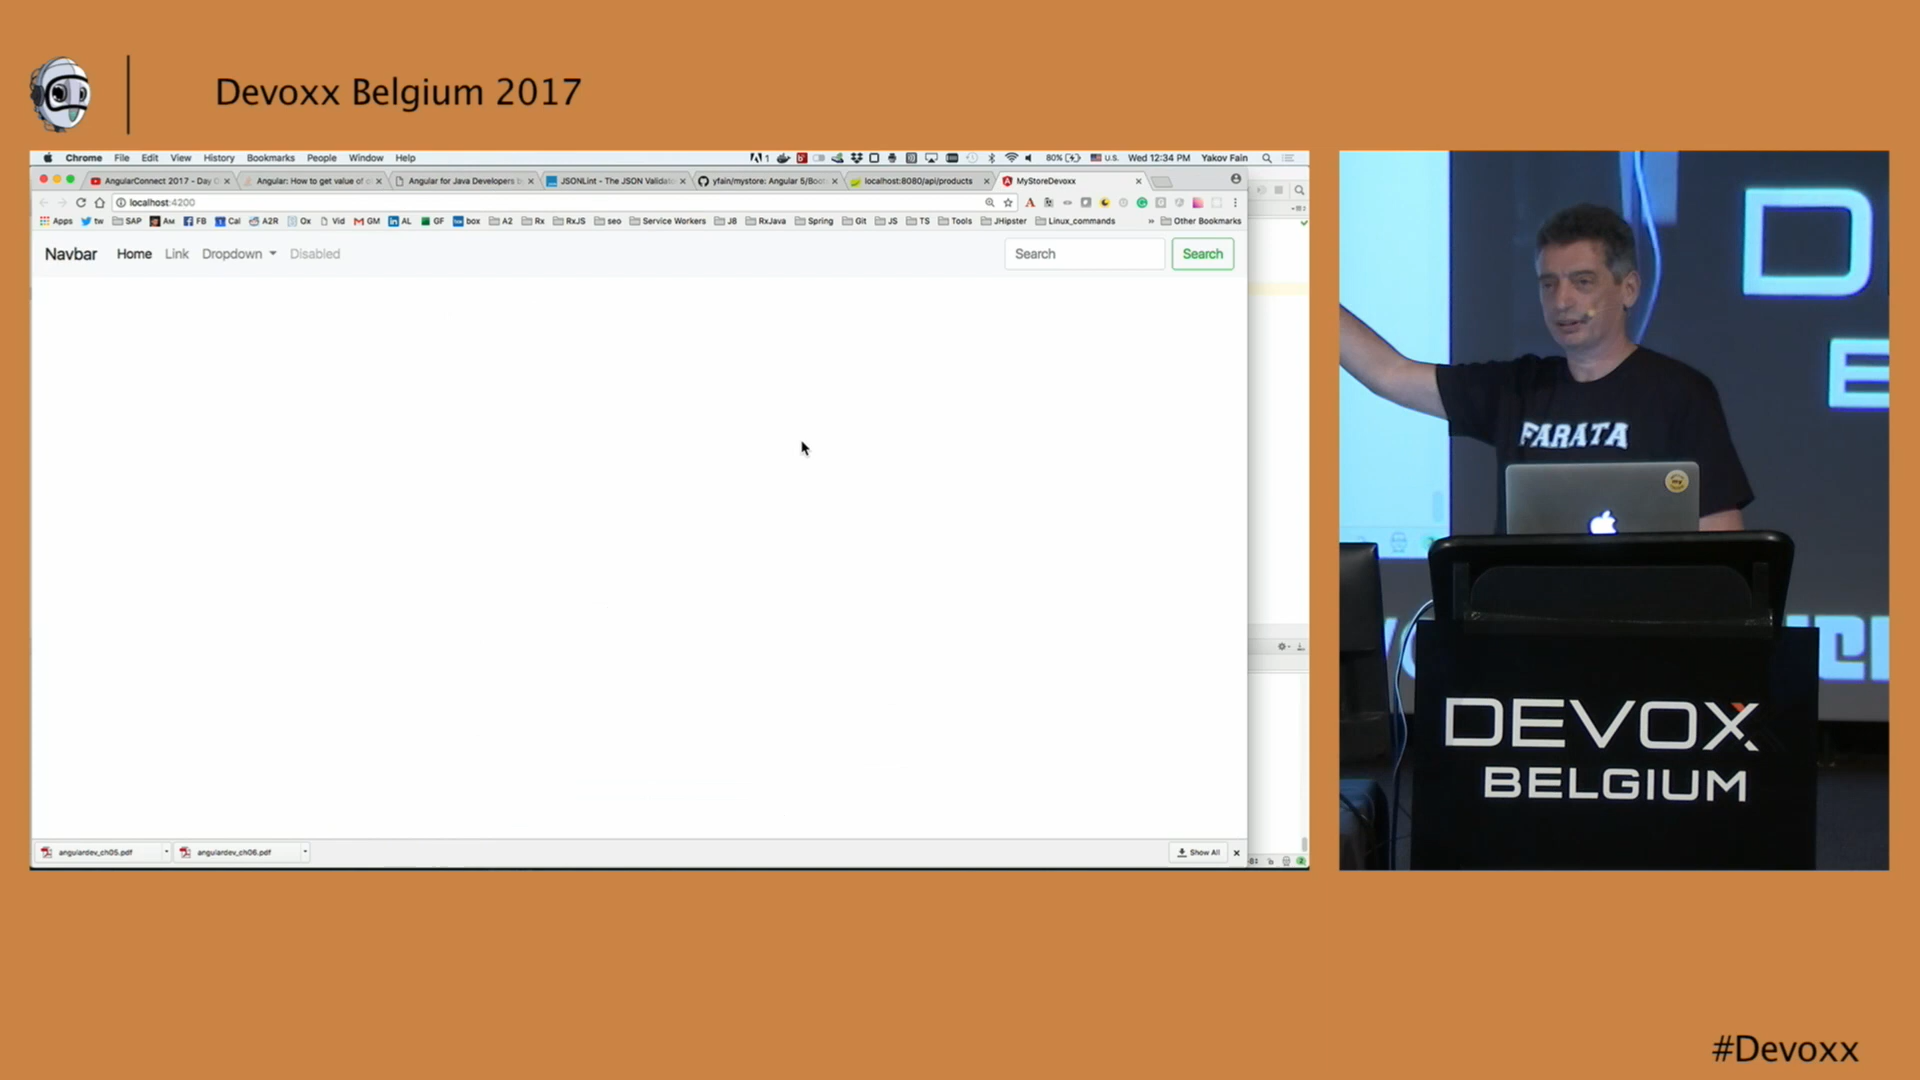 Devoxx Belgium 2017
Chrome File Edit View History Bookmarks People Window Help
1 80% U.S. Wed 12:34 PM Yakov Fain
AngularConnect 2017 - Day
Angular: How to get value of
Angular for Java Developers
JSONLint - The JSON Validat
yfain/mystore: Angular 5/Boo
localhost:8080/api/products
MyStoreDevoxx
localhost:4200
Apps tw SAP Ам FB Cal A2R Ox Vid GM AL GF box A2 Rx RxJS seo Service Workers J8 RxJava Spring Git JS TS Tools JHipster Linux_commands » Other Bookmarks
Navbar Home Link Dropdown Disabled Search Search
angulardev_ch05.pdf angulardev_ch06.pdf Show All
FARATA
DEVOXX
BELGIUM
#Devoxx